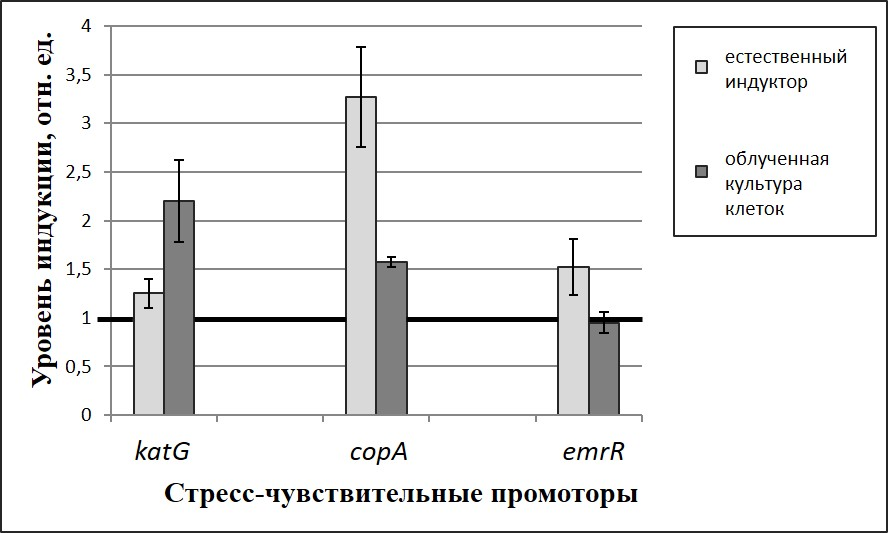 Уровень индукции, отн. ед.
4
3,5
3
2,5
2
1,5
1
0,5
0
katG
copA
emrR
Стресс-чувствительные промоторы
естественный
индуктор
облученная
культура
клеток